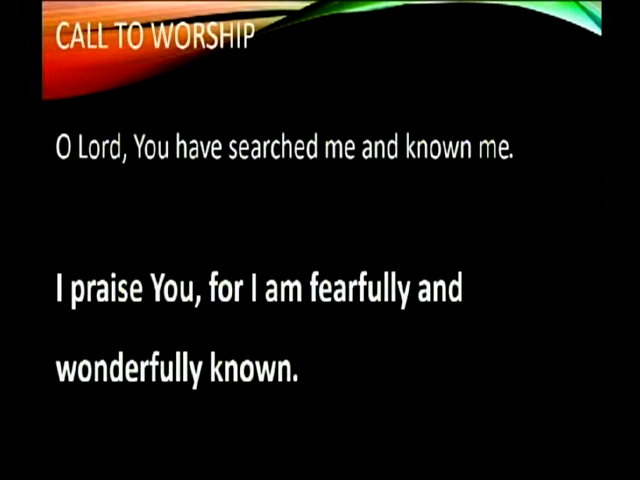 CALL TO WORSHIP
O Lord, You have searched me and known me.
I praise You, for I am fearfully and
wonderfully known.